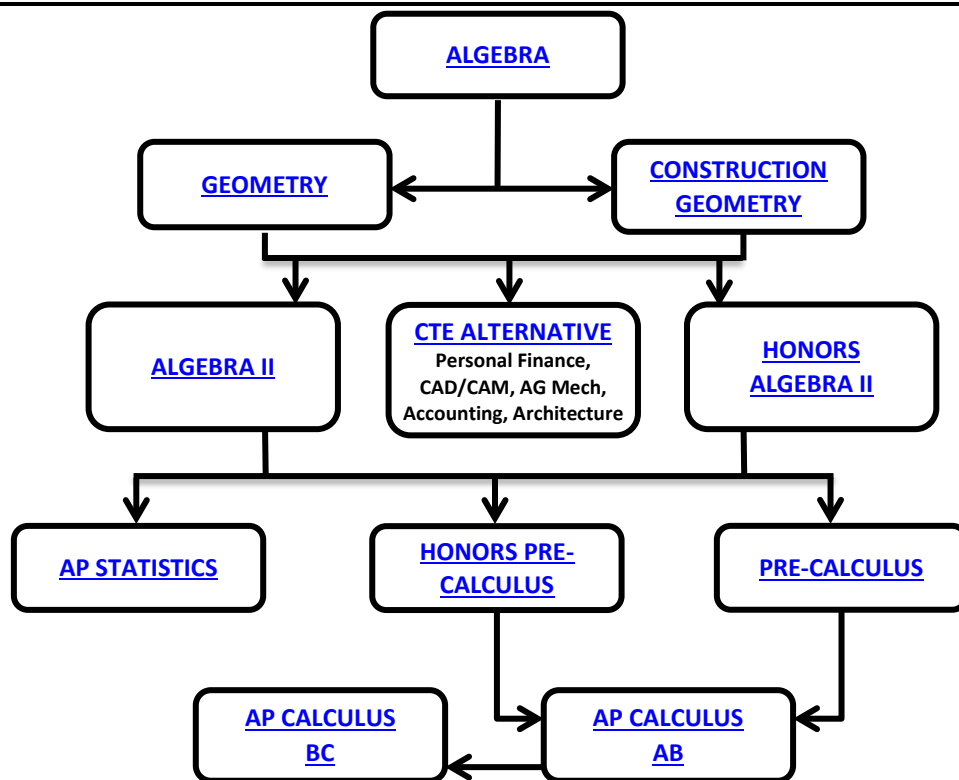 ALGEBRA
GEOMETRY
CONSTRUCTION
GEOMETRY
ALGEBRA II
CTE ALTERNATIVE
Personal Finance,
CAD/CAM, AG Mech,
Accounting, Architecture
HONORS
ALGEBRA II
AP STATISTICS
HONORS PRE-
CALCULUS
PRE-CALCULUS
AP CALCULUS
BC
AP CALCULUS
AB